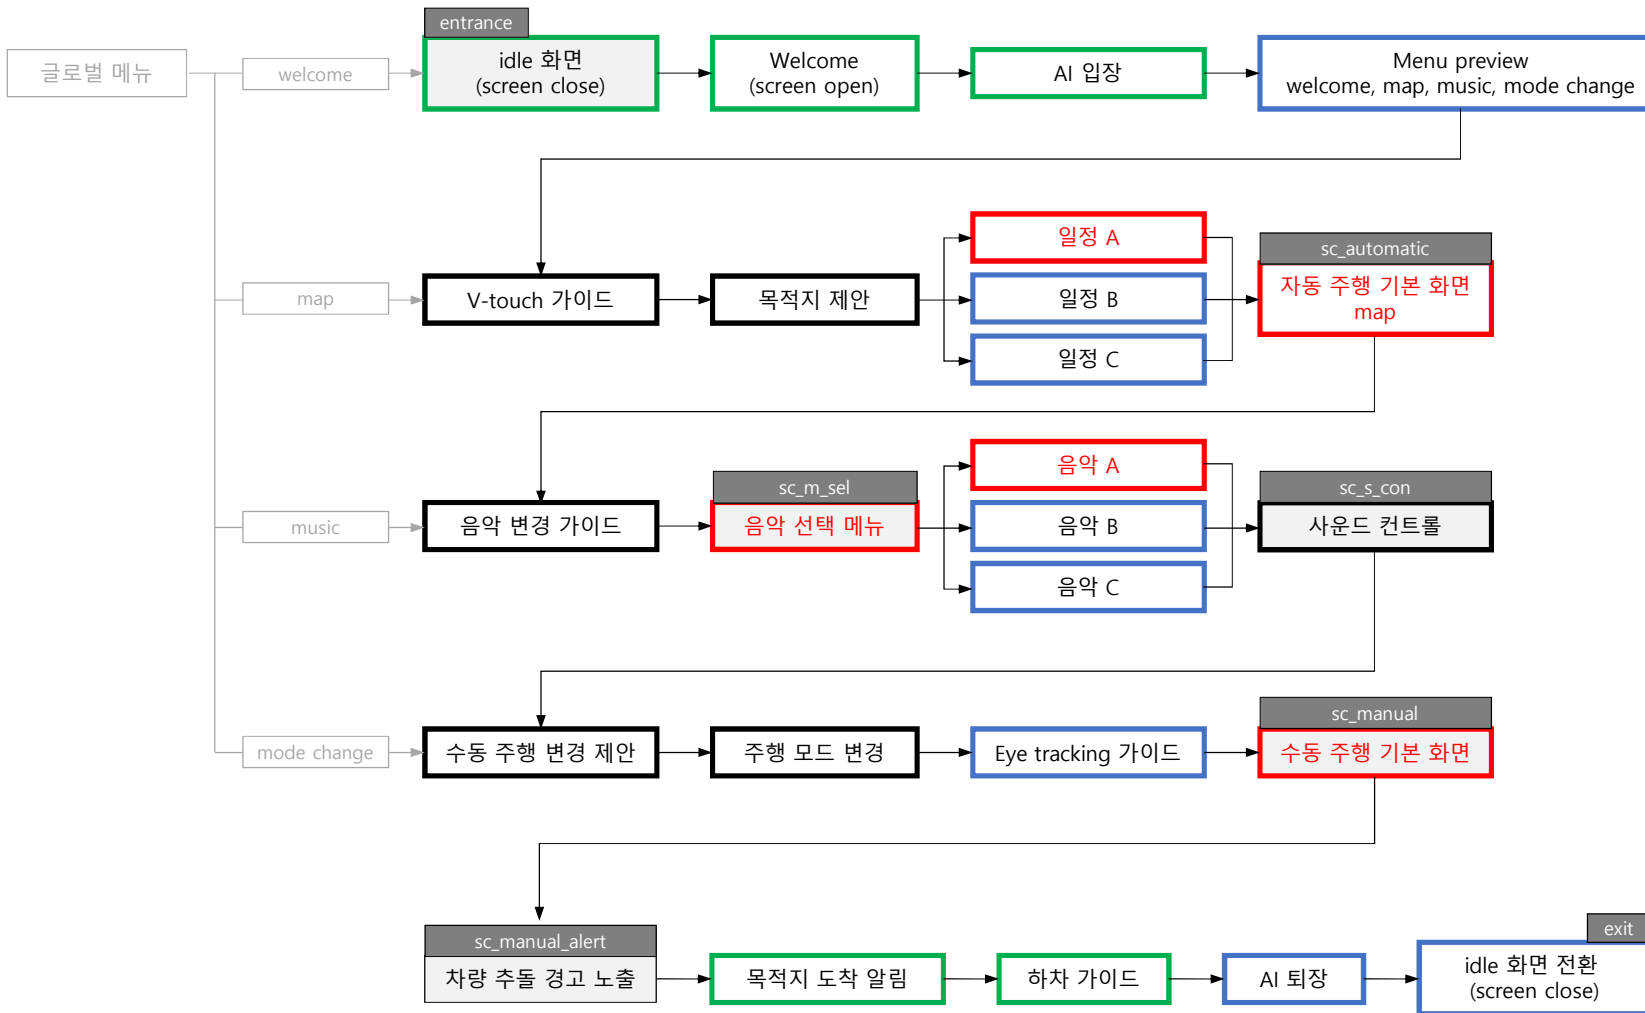 entrance
글로벌 메뉴
welcome
idle 화면
(screen close)
Welcome
(screen open)
AI 입장
Menu preview
welcome, map, music, mode change
map
V-touch 가이드
목적지 제안
일정 A
일정 B
일정 C
sc_automatic
자동 주행 기본 화면
map
music
음악 변경 가이드
sc_m_sel
음악 선택 메뉴
음악 A
음악 B
음악 C
sc_s_con
사운드 컨트롤
mode change
수동 주행 변경 제안
주행 모드 변경
Eye tracking 가이드
sc_manual
수동 주행 기본 화면
sc_manual_alert
차량 추돌 경고 노출
목적지 도착 알림
하차 가이드
AI 퇴장
exit
idle 화면 전환
(screen close)